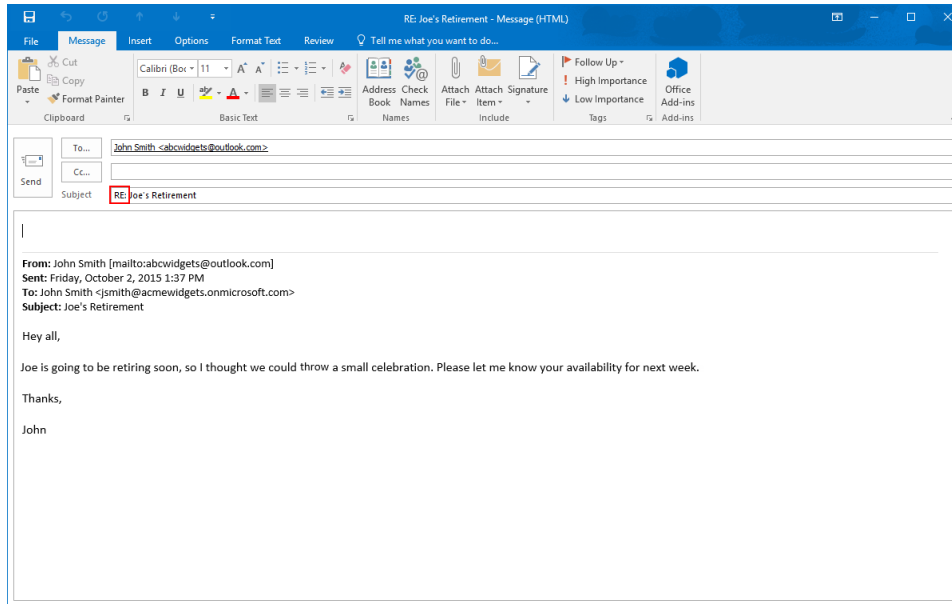 RE: Joe's Retirement - Message (HTML)
File Message Insert Options Format Text Review Tell me what you want to do...
Paste
Cut
Copy
Format Painter
Clipboard
Calibri (Boc 11
B I U
Basic Text
Address Book
Check Names
Names
Attach File
Attach Item
Signature
Include
Follow Up
High Importance
Low Importance
Tags
Office Add-ins
Add-ins
Send
To... John Smith <abcwidgets@outlook.com>
Cc...
Subject RE: Joe's Retirement
From: John Smith [mailto:abcwidgets@outlook.com]
Sent: Friday, October 2, 2015 1:37 PM
To: John Smith <jsmith@acmewidgets.onmicrosoft.com>
Subject: Joe's Retirement
Hey all,
Joe is going to be retiring soon, so I thought we could throw a small celebration. Please let me know your availability for next week.
Thanks,
John